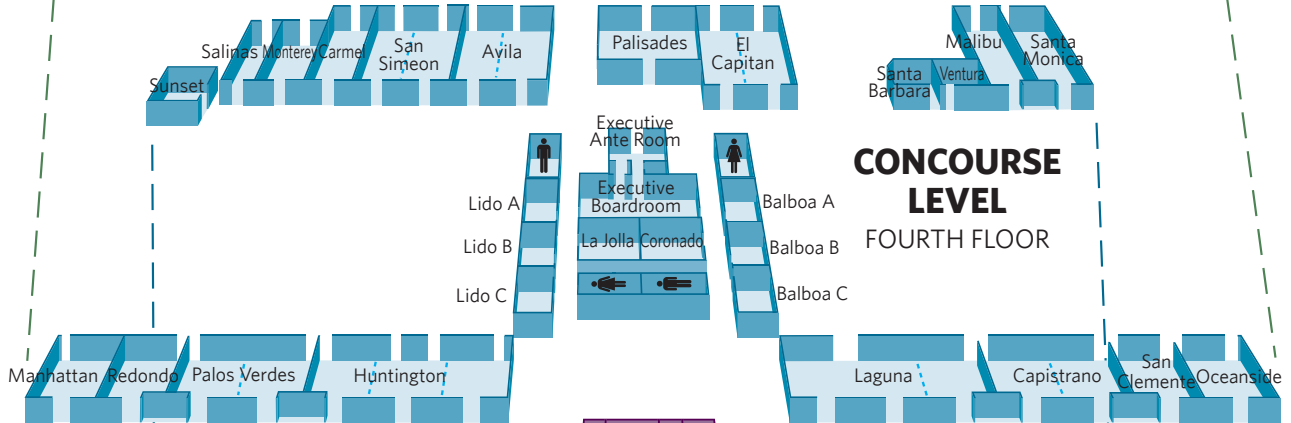 Salinas
Monterey
Carmel
San
Simeon
Avila
Palisades
El
Capitan
Malibu
Santa
Monica
Sunset
Santa
Barbara
Ventura
Executive
Ante Room
CONCOURSE
LEVEL
FOURTH FLOOR
Executive
Boardroom
Lido A
Balboa A
La Jolla
Coronado
Lido B
Balboa B
Lido C
Balboa C
Manhattan
Redondo
Palos Verdes
Huntington
Laguna
Capistrano
San
Clemente
Oceanside